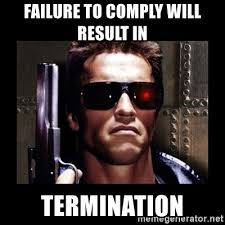 FAILURE TO COMPLY WILL
RESULT IN
TERMINATION
memegenerator.net